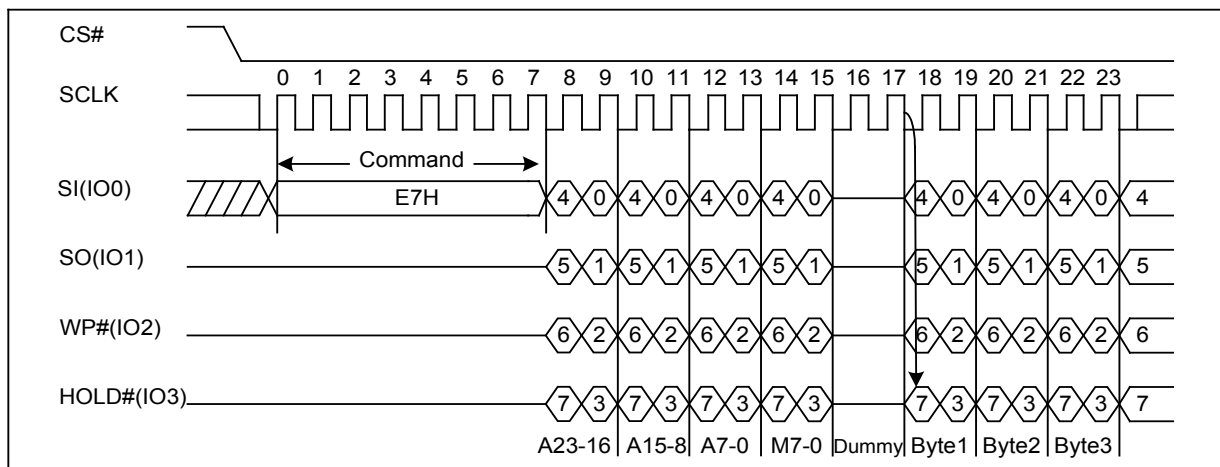 CS#
0 1 2 3 4 5 6 7 8 9 10 11 12 13 14 15 16 17 18 19 20 21 22 23
SCLK
Command
SI(IO0) E7H 4 0 4 0 4 0 4 0 4 0 4 0 4 0 4
SO(IO1) 5 1 5 1 5 1 5 1 5 1 5 1 5 1 5
WP#(IO2) 6 2 6 2 6 2 6 2 6 2 6 2 6 2 6
HOLD#(IO3) 7 3 7 3 7 3 7 3 7 3 7 3 7 3 7
A23-16 A15-8 A7-0 M7-0 Dummy Byte1 Byte2 Byte3